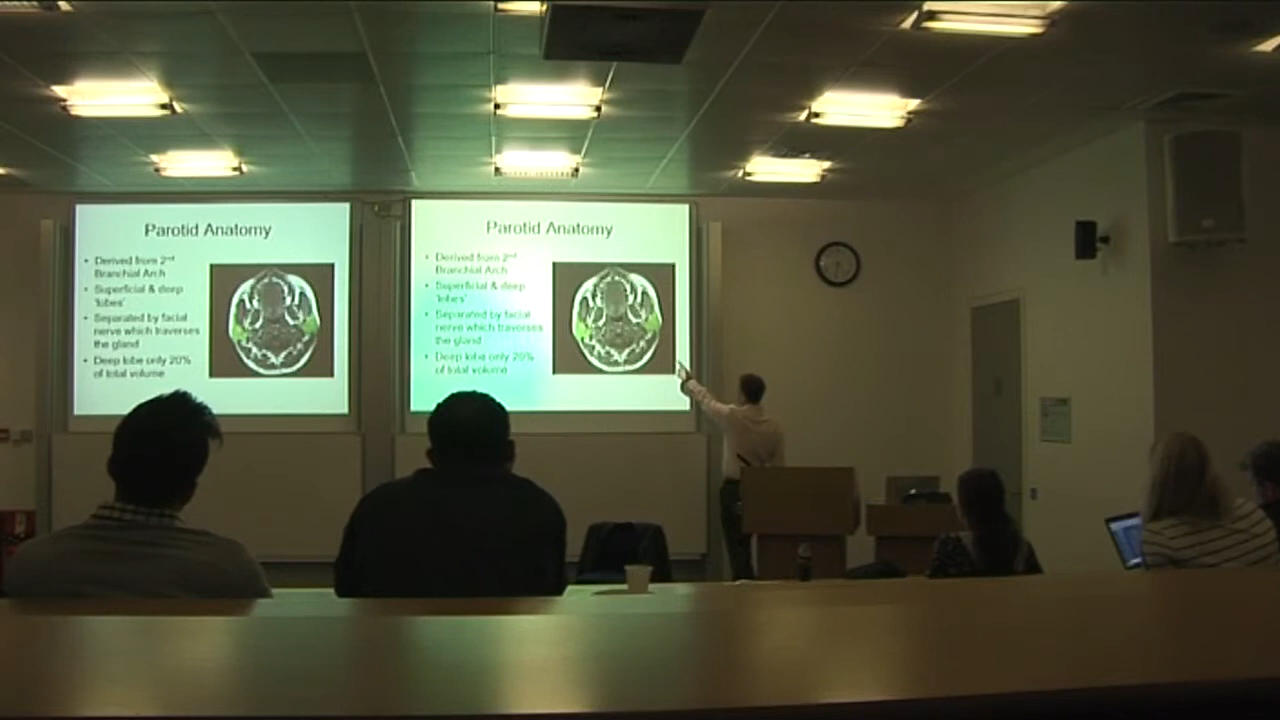 Parotid Anatomy
• Derived from 2nd
Branchial Arch
• Superficial & deep
'lobes'
• Separated by facial
nerve which traverses
the gland
• Deep lobe only 20%
of total volume
Parotid Anatomy
• Derived from 2nd
Branchial Arch
• Superficial & deep
'lobes'
• Separated by facial
nerve which traverses
the gland
• Deep lobe only 20%
of total volume